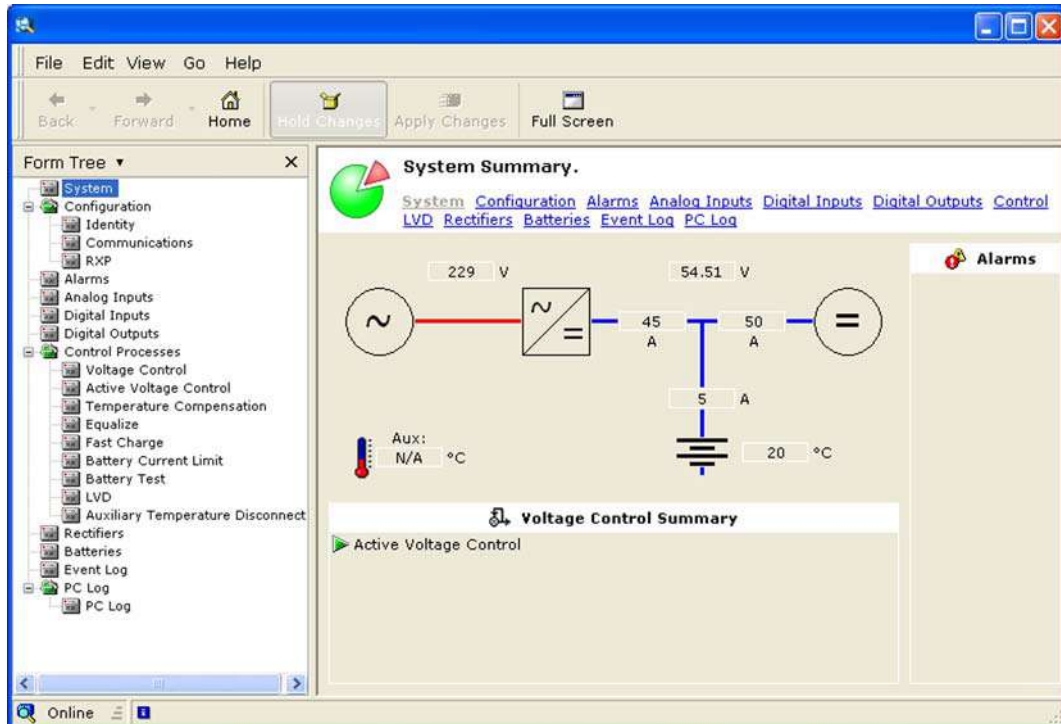 File Edit View Go Help
Back Forward Home Hold Changes Apply Changes Full Screen
Form Tree
System
Configuration
Identity
Communications
RXP
Alarms
Analog Inputs
Digital Inputs
Digital Outputs
Control Processes
Voltage Control
Active Voltage Control
Temperature Compensation
Equalize
Fast Charge
Battery Current Limit
Battery Test
LVD
Auxiliary Temperature Disconnect
Rectifiers
Batteries
Event Log
PC Log
PC Log
System Summary.
System Configuration Alarms Analog Inputs Digital Inputs Digital Outputs Control
LVD Rectifiers Batteries Event Log PC Log
229 V 54.51 V
45 50
A A
5 A
Aux:
N/A °C
20 °C
Alarms
Voltage Control Summary
Active Voltage Control
Online